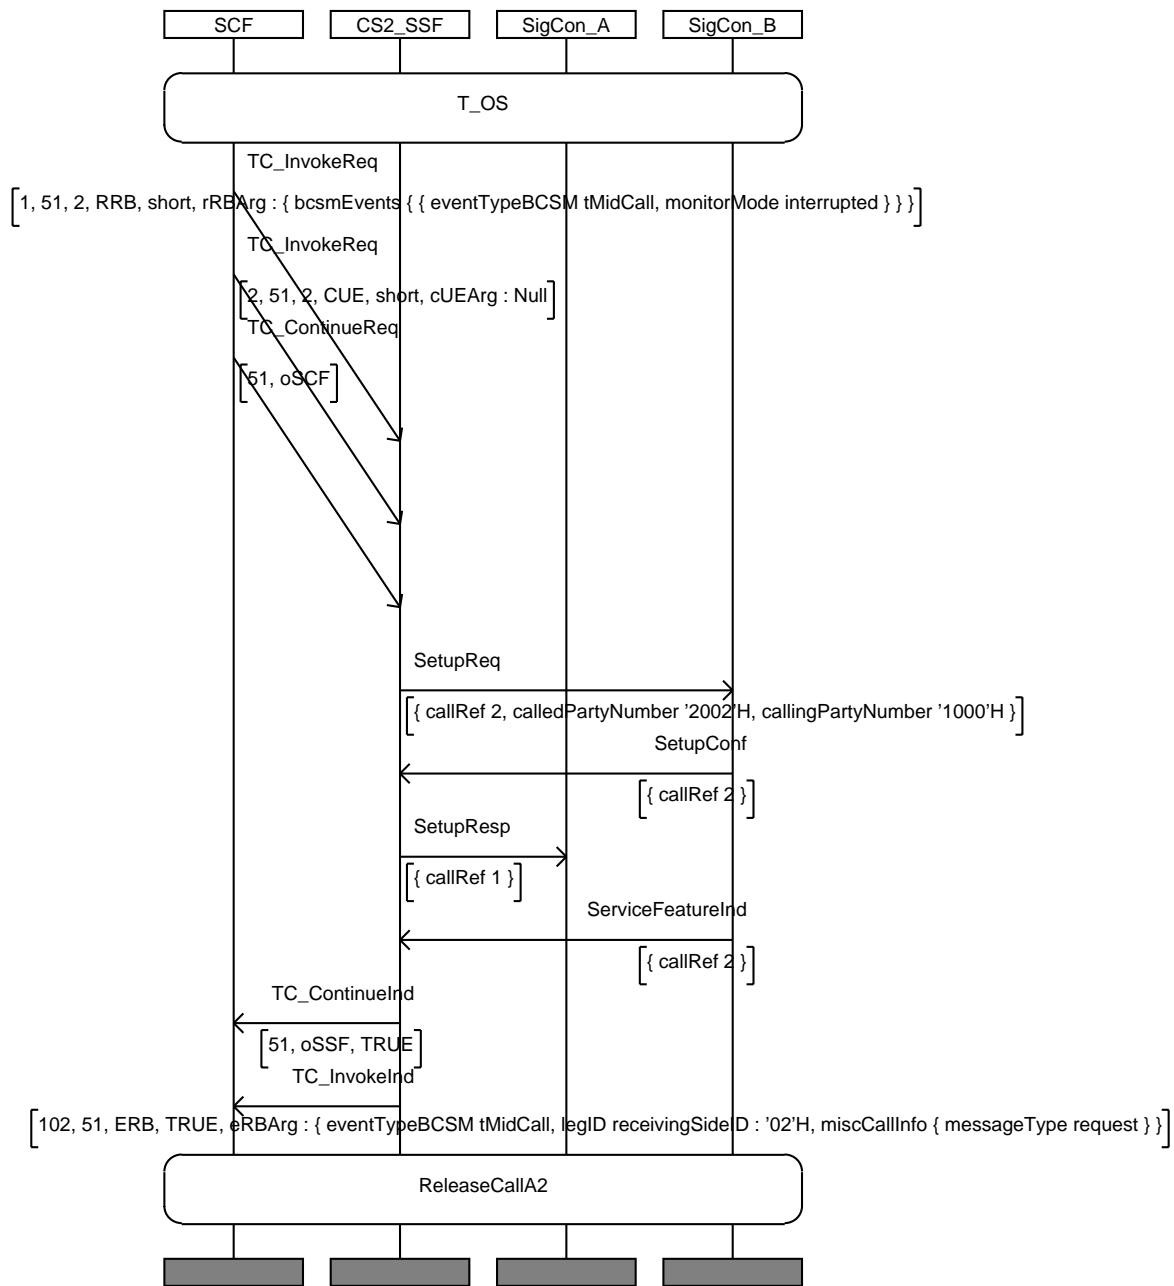 SCF CS2_SSF SigCon_A SigCon_B
T_OS
TC_InvokeReq
1, 51, 2, RRB, short, rRBArg : { bcsmEvents { { eventTypeBCSM tMidCall, monitorMode interrupted } } }
TC_InvokeReq
2, 51, 2, CUE, short, cUEArg : Null
TC_ContinueReq
51, oSCF
SetupReq
{ callRef 2, calledPartyNumber ’2002’H, callingPartyNumber ’1000’H }
SetupConf
{ callRef 2 }
SetupResp
{ callRef 1 }
ServiceFeatureInd
{ callRef 2 }
TC_ContinueInd
51, oSSF, TRUE
TC_InvokeInd
102, 51, ERB, TRUE, eRBArg : { eventTypeBCSM tMidCall, legID receivingSideID : ’02’H, miscCallInfo { messageType request } }
ReleaseCallA2